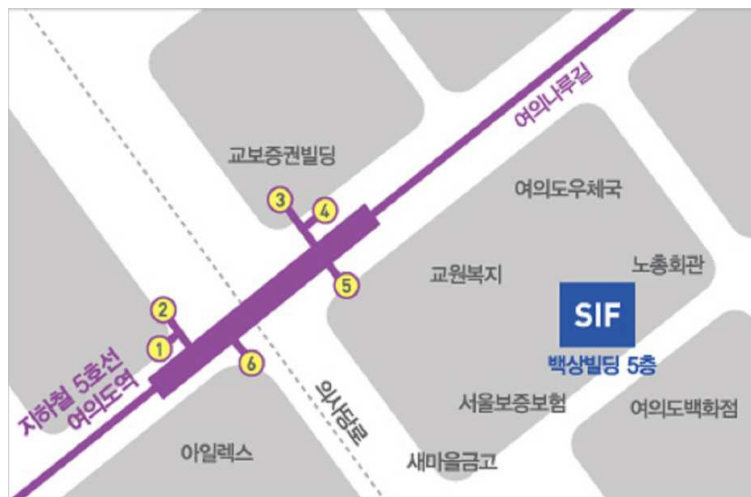 여의나루길
교보증권빌딩
3
4
여의도우체국
5
교원복지
노총회관
2
1
SIF
백상빌딩 5층
6
지하철 5호선
여의도역
의사당로
서울보증보험
여의도백화점
아일렉스
새마을금고